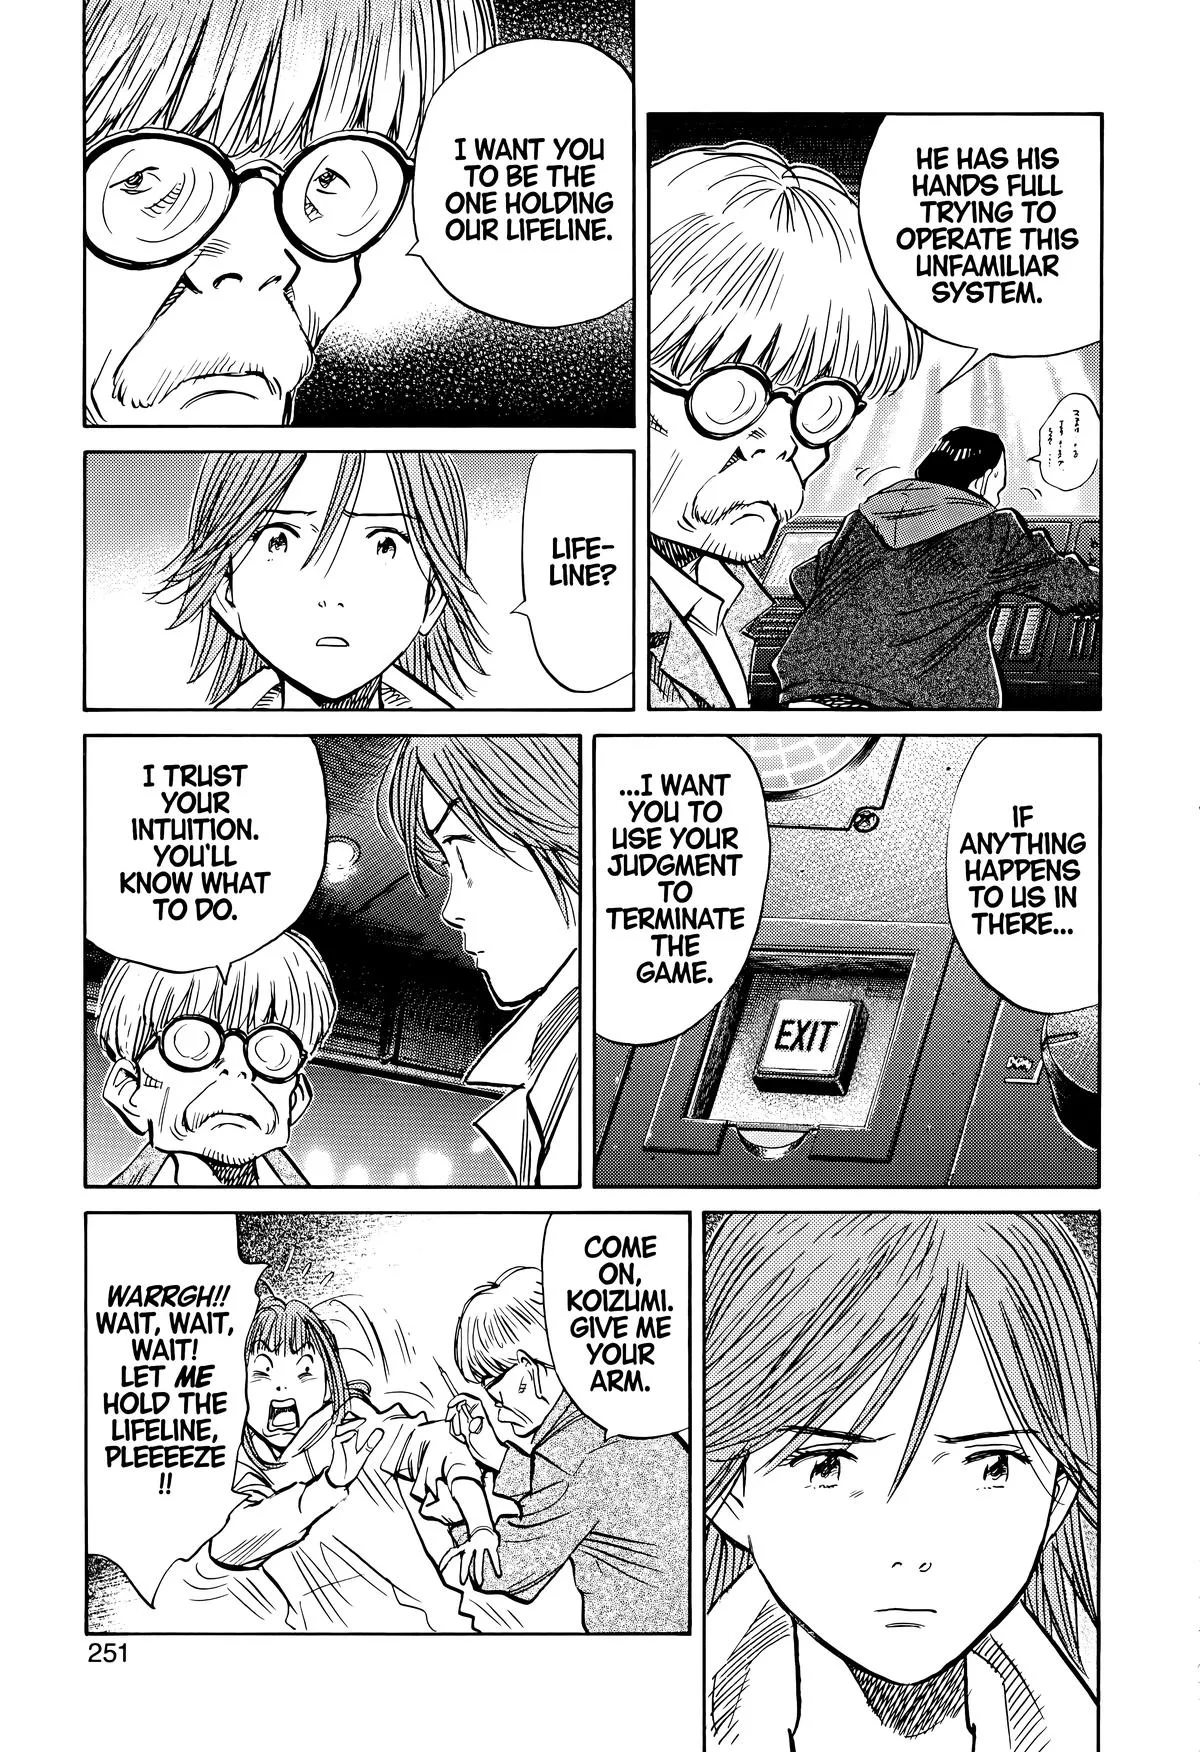 HE HAS HIS
HANDS FULL
TRYING TO
OPERATE THIS
UNFAMILIAR
SYSTEM.
I WANT YOU
TO BE THE
ONE HOLDING
OUR LIFELINE.
LIFE-
LINE?
IF
ANYTHING
HAPPENS
TO US IN
THERE...
...I WANT
YOU TO
USE YOUR
JUDGMENT
TO
TERMINATE
THE
GAME.
EXIT
I TRUST
YOUR
INTUITION.
YOU'LL
KNOW WHAT
TO DO.
COME
ON,
KOIZUMI.
GIVE ME
YOUR
ARM.
WARRGH!!
WAIT, WAIT,
WAIT!
LET ME
HOLD THE
LIFELINE,
PLEEEEZE
!!
251